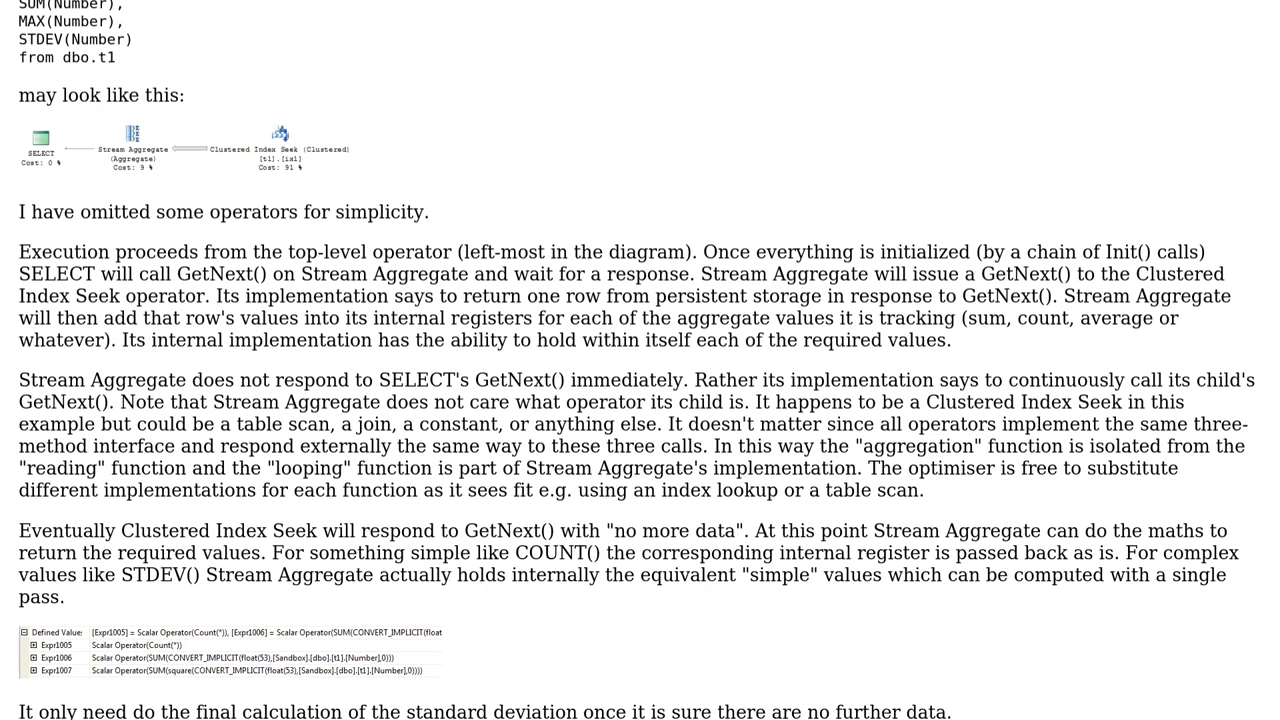 SUM(Number),
MAX(Number),
STDEV(Number)
from dbo.t1
may look like this:
SELECT
Cost: 0 %
Stream Aggregate
(Aggregate)
Cost: 9 %
Clustered Index Seek (Clustered)
[t1].[ix1]
Cost: 91 %
I have omitted some operators for simplicity.
Execution proceeds from the top-level operator (left-most in the diagram). Once everything is initialized (by a chain of Init() calls)
SELECT will call GetNext() on Stream Aggregate and wait for a response. Stream Aggregate will issue a GetNext() to the Clustered
Index Seek operator. Its implementation says to return one row from persistent storage in response to GetNext(). Stream Aggregate
will then add that row's values into its internal registers for each of the aggregate values it is tracking (sum, count, average or
whatever). Its internal implementation has the ability to hold within itself each of the required values.
Stream Aggregate does not respond to SELECT's GetNext() immediately. Rather its implementation says to continuously call its child's
GetNext(). Note that Stream Aggregate does not care what operator its child is. It happens to be a Clustered Index Seek in this
example but could be a table scan, a join, a constant, or anything else. It doesn't matter since all operators implement the same three-
method interface and respond externally the same way to these three calls. In this way the "aggregation" function is isolated from the
"reading" function and the "looping" function is part of Stream Aggregate's implementation. The optimiser is free to substitute
different implementations for each function as it sees fit e.g. using an index lookup or a table scan.
Eventually Clustered Index Seek will respond to GetNext() with "no more data". At this point Stream Aggregate can do the maths to
return the required values. For something simple like COUNT() the corresponding internal register is passed back as is. For complex
values like STDEV() Stream Aggregate actually holds internally the equivalent "simple" values which can be computed with a single
pass.
Defined Value: [Expr1005] = Scalar Operator(Count(*)), [Expr1006] = Scalar Operator(SUM(CONVERT_IMPLICIT(float
Expr1005 Scalar Operator(Count(*))
Expr1006 Scalar Operator(SUM(CONVERT_IMPLICIT(float(53),[Sandbox].[dbo].[t1].[Number],0)))
Expr1007 Scalar Operator(SUM(square(CONVERT_IMPLICIT(float(53),[Sandbox].[dbo].[t1].[Number],0))))
It only need do the final calculation of the standard deviation once it is sure there are no further data.